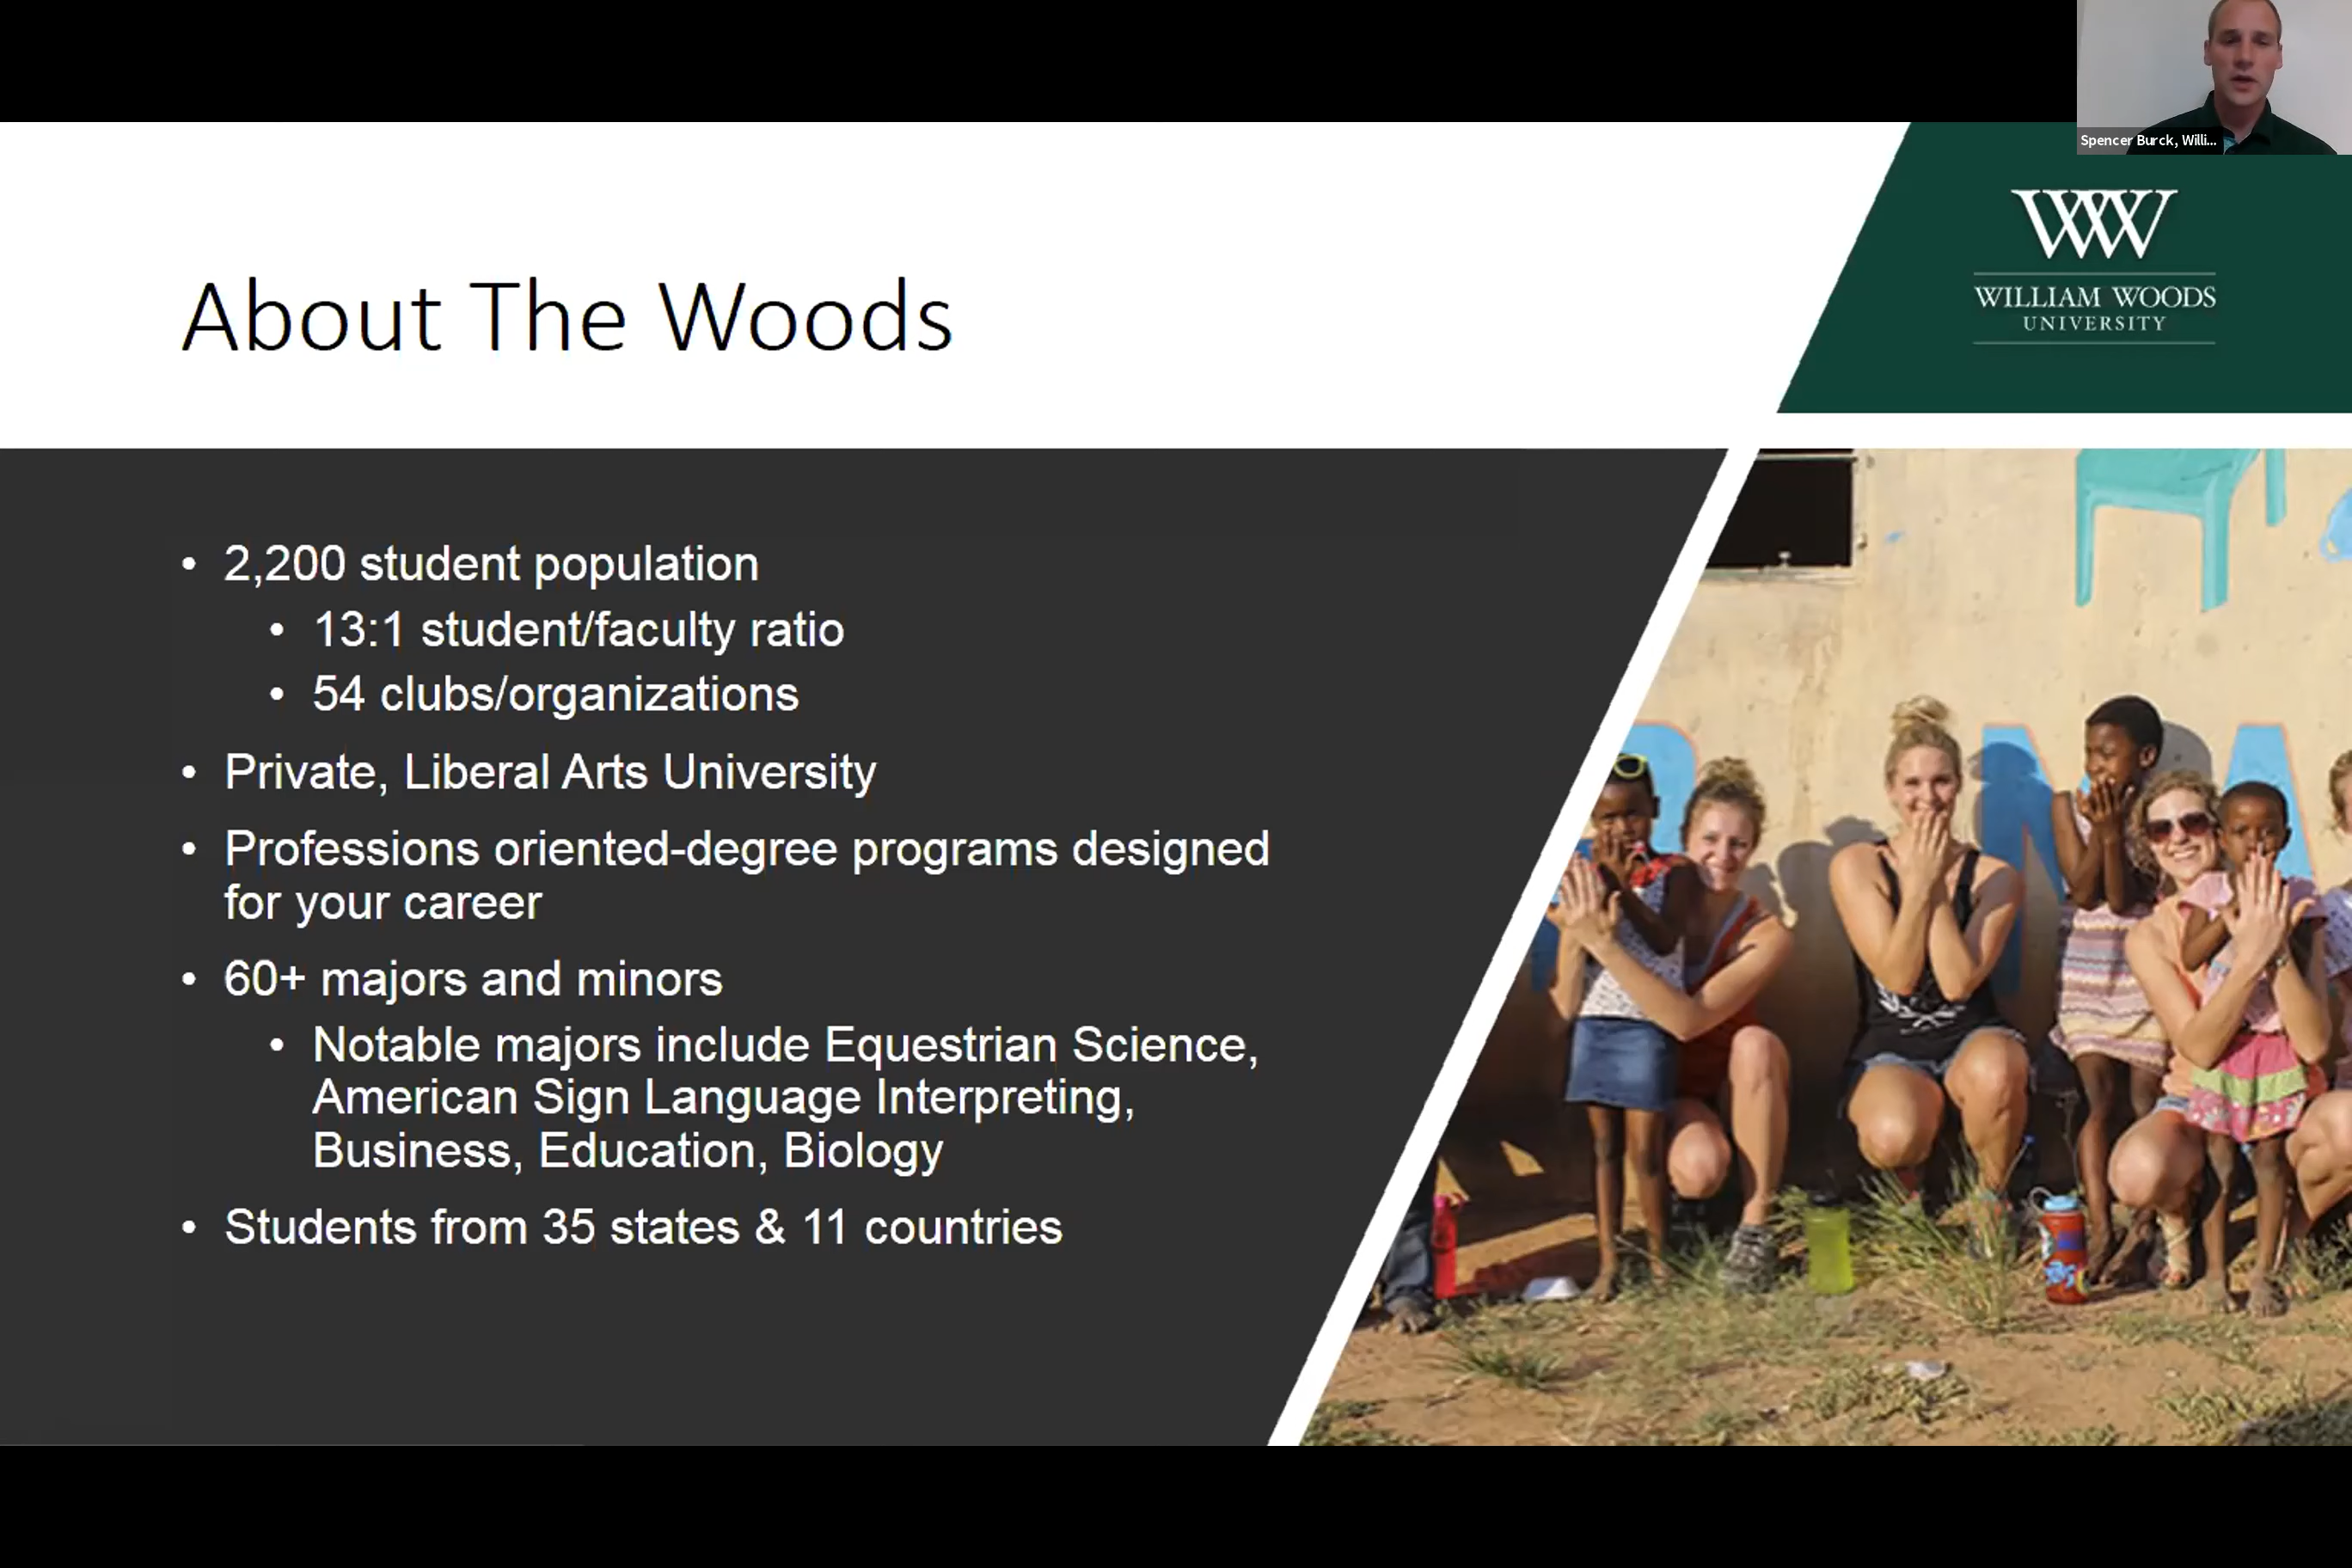 Spencer Burck, Willi...
WW
WILLIAM WOODS
UNIVERSITY
About The Woods
• 2,200 student population
• 13:1 student/faculty ratio
• 54 clubs/organizations
• Private, Liberal Arts University
• Professions oriented-degree programs designed
for your career
• 60+ majors and minors
• Notable majors include Equestrian Science,
American Sign Language Interpreting,
Business, Education, Biology
• Students from 35 states & 11 countries